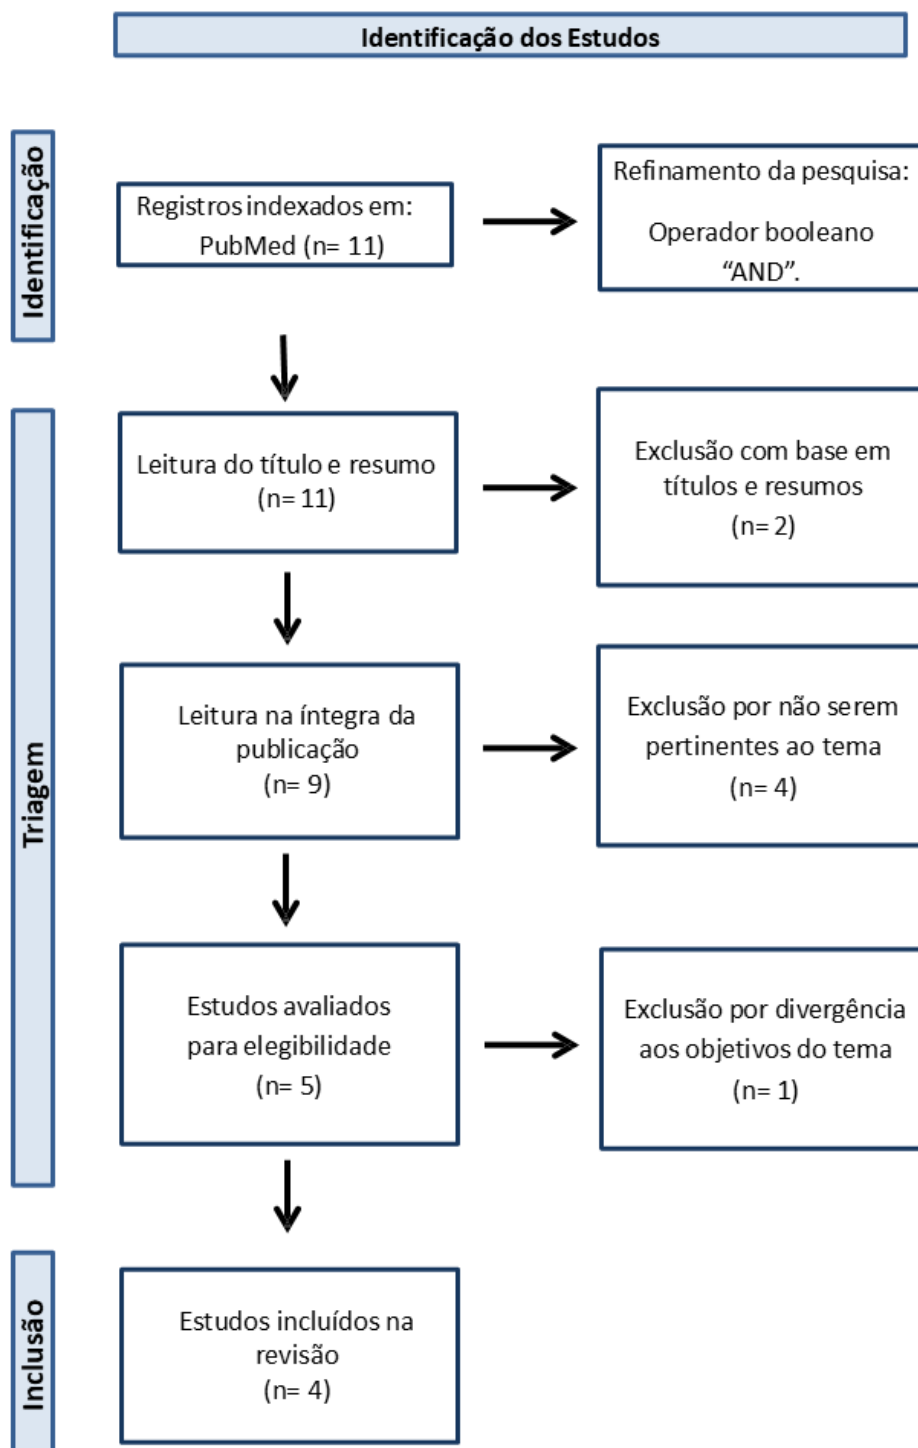 Identificação dos Estudos
Identificação
Registros indexados em:
PubMed (n= 11)
Refinamento da pesquisa:
Operador booleano
“AND”.
Triagem
Leitura do título e resumo
(n= 11)
Exclusão com base em
títulos e resumos
(n= 2)
Leitura na íntegra da
publicação
(n= 9)
Exclusão por não serem
pertinentes ao tema
(n= 4)
Estudos avaliados
para elegibilidade
(n= 5)
Exclusão por divergência
aos objetivos do tema
(n= 1)
Inclusão
Estudos incluídos na
revisão
(n= 4)